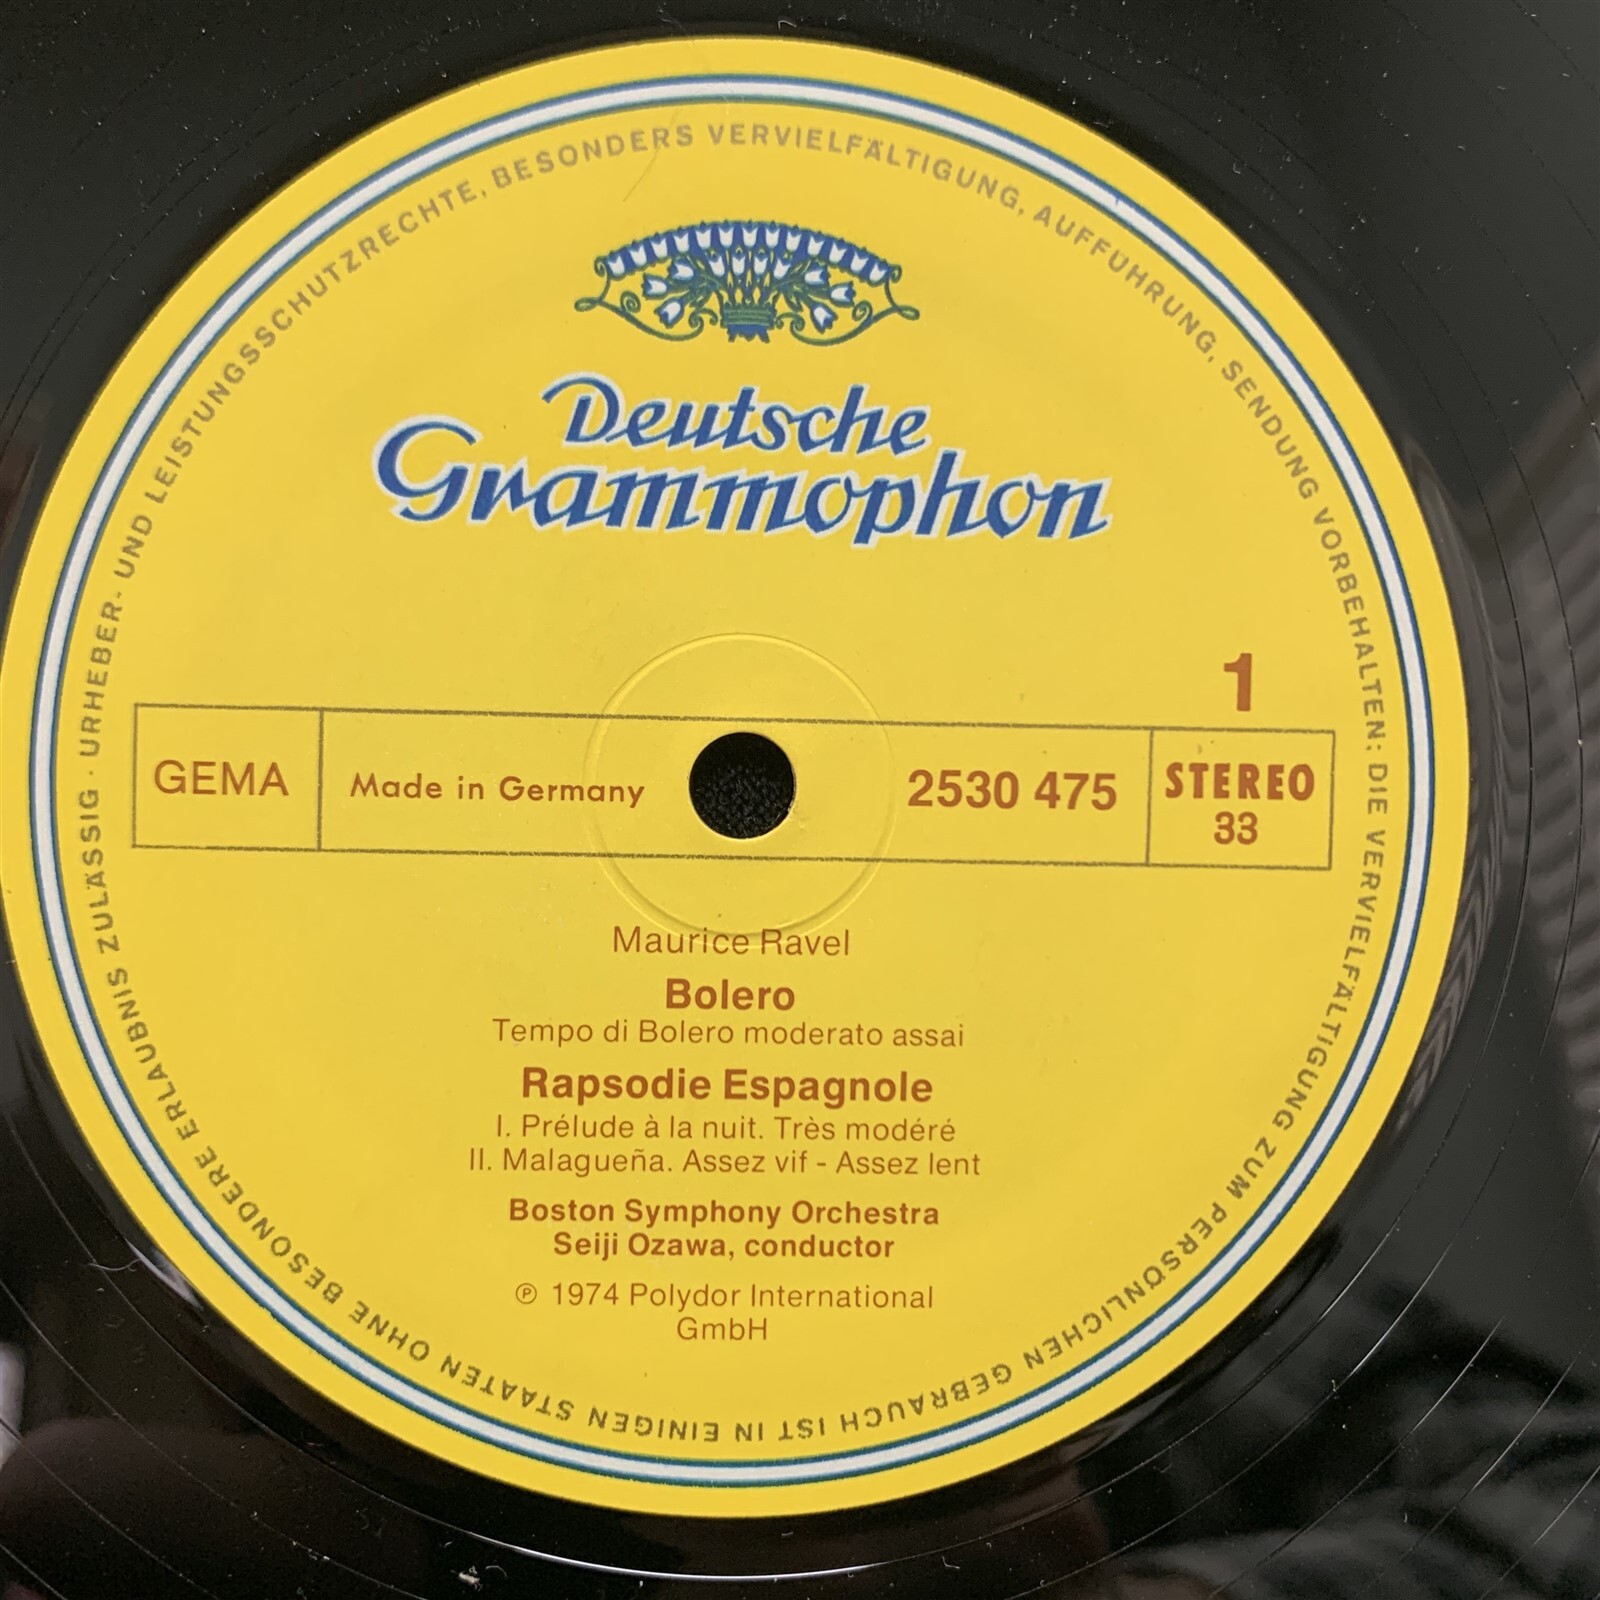 URHEBER- UND LEISTUNGSSCHUTZRECHTE, BESONDERS VERVIELFÄLTIGUNG, AUFFÜHRUNG, SENDUNG VORBEHALTEN: DIE VERVIELFÄLTIGUNG ZUM PERSÖNLICHEN GEBRAUCH IST IN EINIGEN STAATEN OHNE BESONDERE ERLAUBNIS ZULÄSSIG ·
Deutsche
Grammophon
1
GEMA Made in Germany 2530 475 STEREO
33
Maurice Ravel
Bolero
Tempo di Bolero moderato assai
Rapsodie Espagnole
I. Prélude à la nuit. Très modéré
II. Malagueña. Assez vif - Assez lent
Boston Symphony Orchestra
Seiji Ozawa, conductor
℗ 1974 Polydor International
GmbH